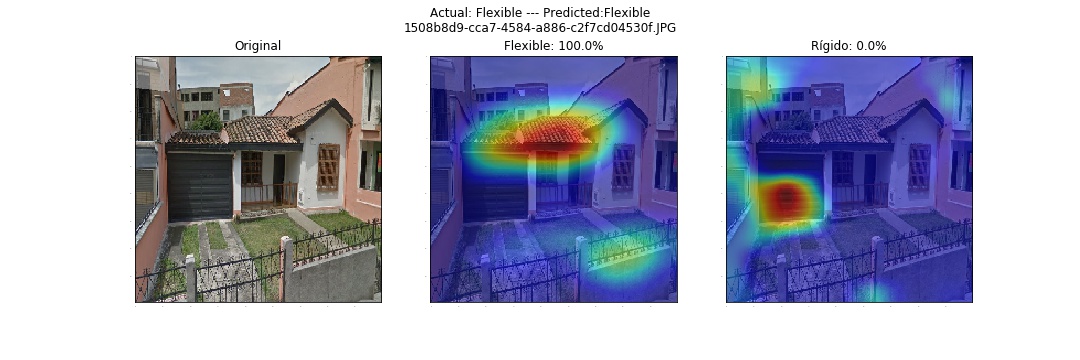 Actual: Flexible --- Predicted:Flexible
1508b8d9-cca7-4584-a886-c2f7cd04530f.JPG
Original
Flexible: 100.0%
Rígido: 0.0%